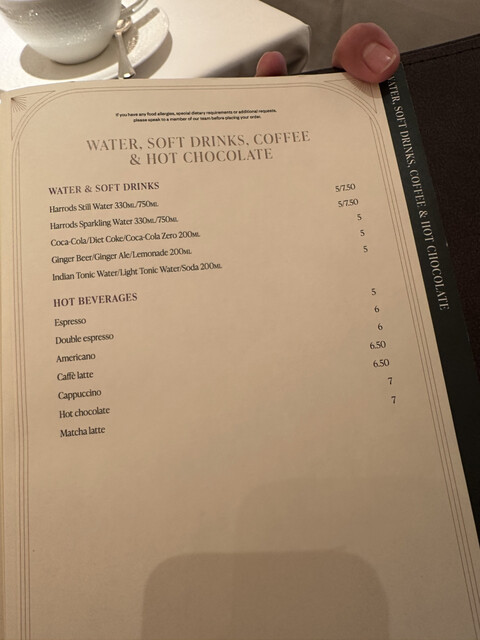 If you have any food allergies, special dietary requirements or additional requests,
please speak to a member of our team before placing your order.
WATER, SOFT DRINKS, COFFEE
& HOT CHOCOLATE
WATER & SOFT DRINKS
Harrods Still Water 330ML/750ML 5/7.50
Harrods Sparkling Water 330ML/750ML 5/7.50
Coca-Cola/Diet Coke/Coca-Cola Zero 200ML 5
Ginger Beer/Ginger Ale/Lemonade 200ML 5
Indian Tonic Water/Light Tonic Water/Soda 200ML 5
HOT BEVERAGES
Espresso 5
Double espresso 6
Americano 6
Caffè latte 6.50
Cappuccino 6.50
Hot chocolate 7
Matcha latte 7
WATER, SOFT DRINKS, COFFEE & HOT CHOCOLATE